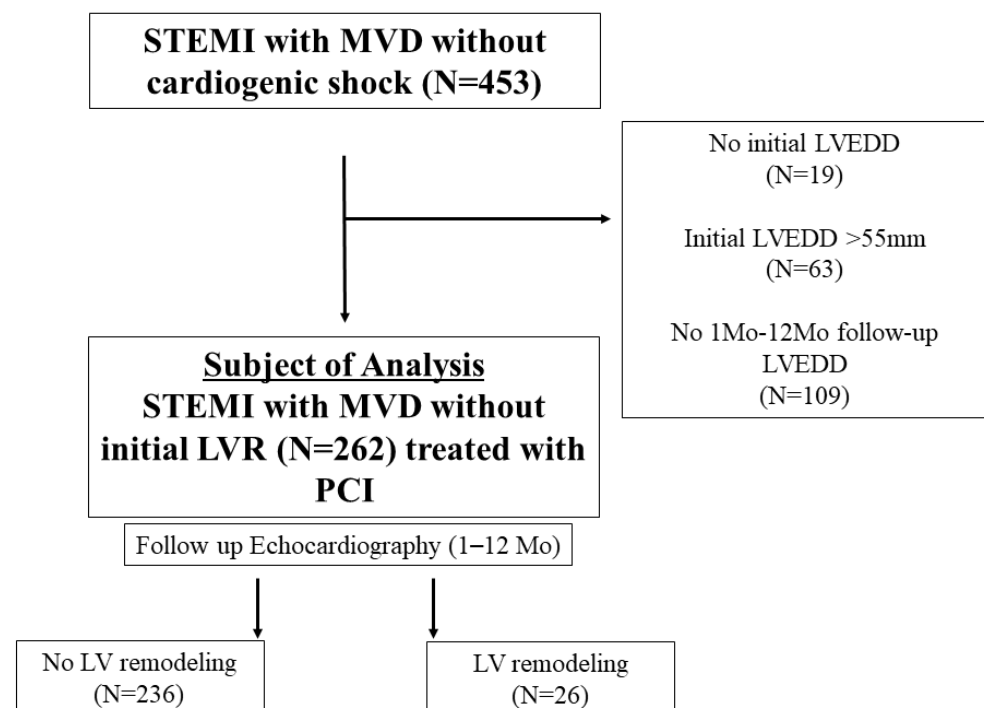 STEMI with MVD without
cardiogenic shock (N=453)
No initial LVEDD
(N=19)
Initial LVEDD >55mm
(N=63)
No 1Mo-12Mo follow-up
LVEDD
(N=109)
Subject of Analysis
STEMI with MVD without
initial LVR (N=262) treated with
PCI
Follow up Echocardiography (1–12 Mo)
No LV remodeling
(N=236)
LV remodeling
(N=26)